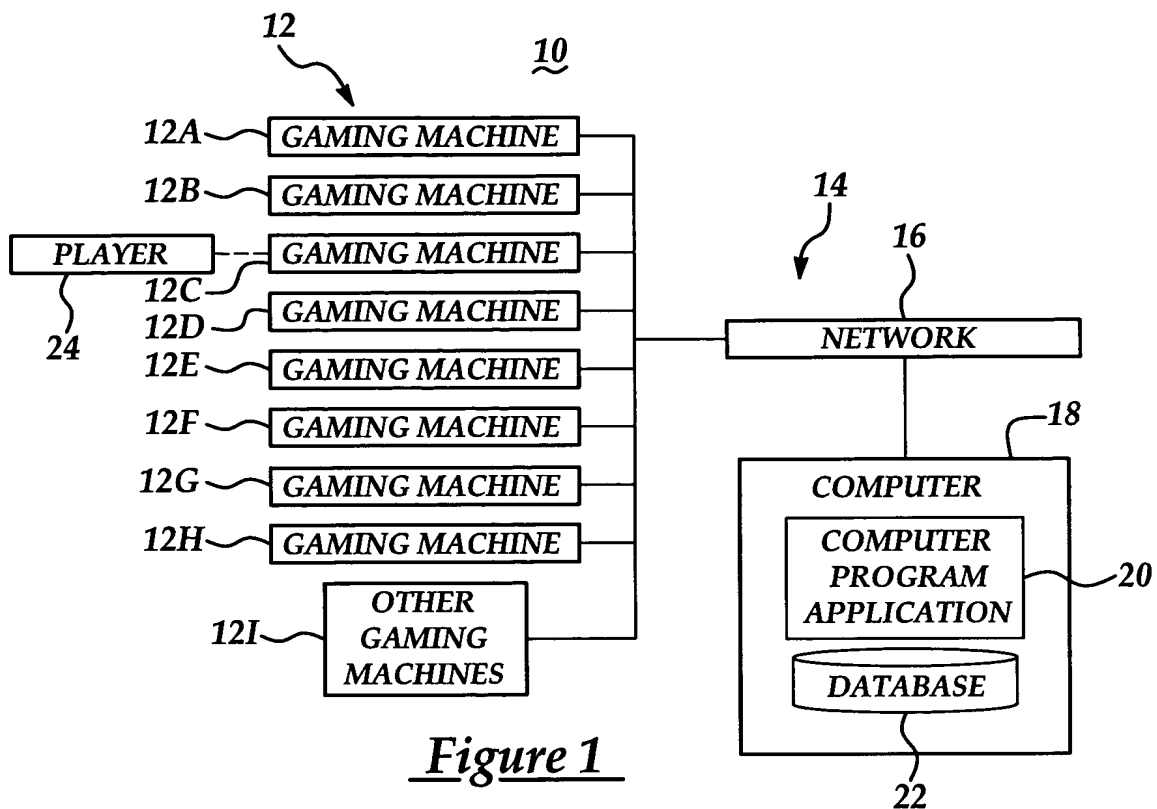 12
10
12A
GAMING MACHINE
12B
GAMING MACHINE
PLAYER
GAMING MACHINE
24
12C
12D
GAMING MACHINE
12E
GAMING MACHINE
12F
GAMING MACHINE
12G
GAMING MACHINE
12H
GAMING MACHINE
12I
OTHER
GAMING
MACHINES
14
16
NETWORK
18
COMPUTER
COMPUTER
PROGRAM
APPLICATION
20
DATABASE
22
Figure 1